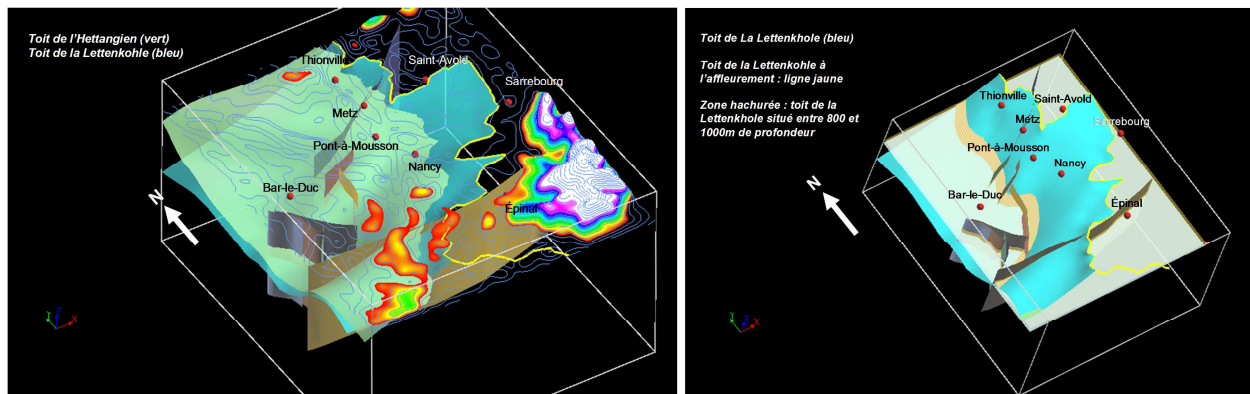 Toit de l'Hettangien (vert)
Toit de la Lettenkohle (bleu)
Thionville
Saint-Avold
Sarrebourg
Metz
Pont-à-Mousson
Nancy
Bar-le-Duc
N
Épinal
Y
Z
X
Toit de La Lettenkhole (bleu)
Toit de la Lettenkohle à
l'affleurement : ligne jaune
Zone hachurée : toit de la
Lettenkhole situé entre 800 et
1000m de profondeur
Thionville
Saint-Avold
Metz
Sarrebourg
Pont-à-Mousson
Nancy
N
Bar-le-Duc
Épinal
Y
Z
X